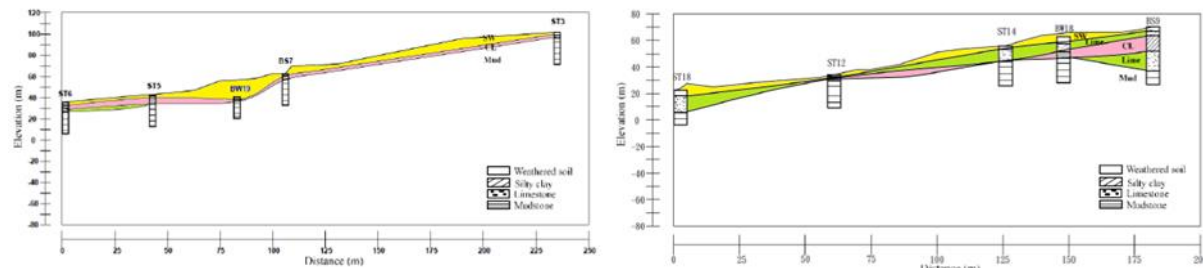 120
100
80
60
40
20
0
-20
-40
-60
-80
Elevation (m)
ST6
ST5
BW19
BS7
ST3
SW
CL
Mud
Weathered soil
Silty clay
Limestone
Mudstone
0 25 50 75 100 125 150 175 200 225 250
Distance (m)
80
60
40
20
0
-20
-40
-60
-80
Elevation (m)
ST18
ST12
ST14
BW18
BS9
SW
Lime
CL
Lime
Mud
Weathered soil
Silty clay
Limestone
Mudstone
0 25 50 75 100 125 150 175 200
Distance (m)